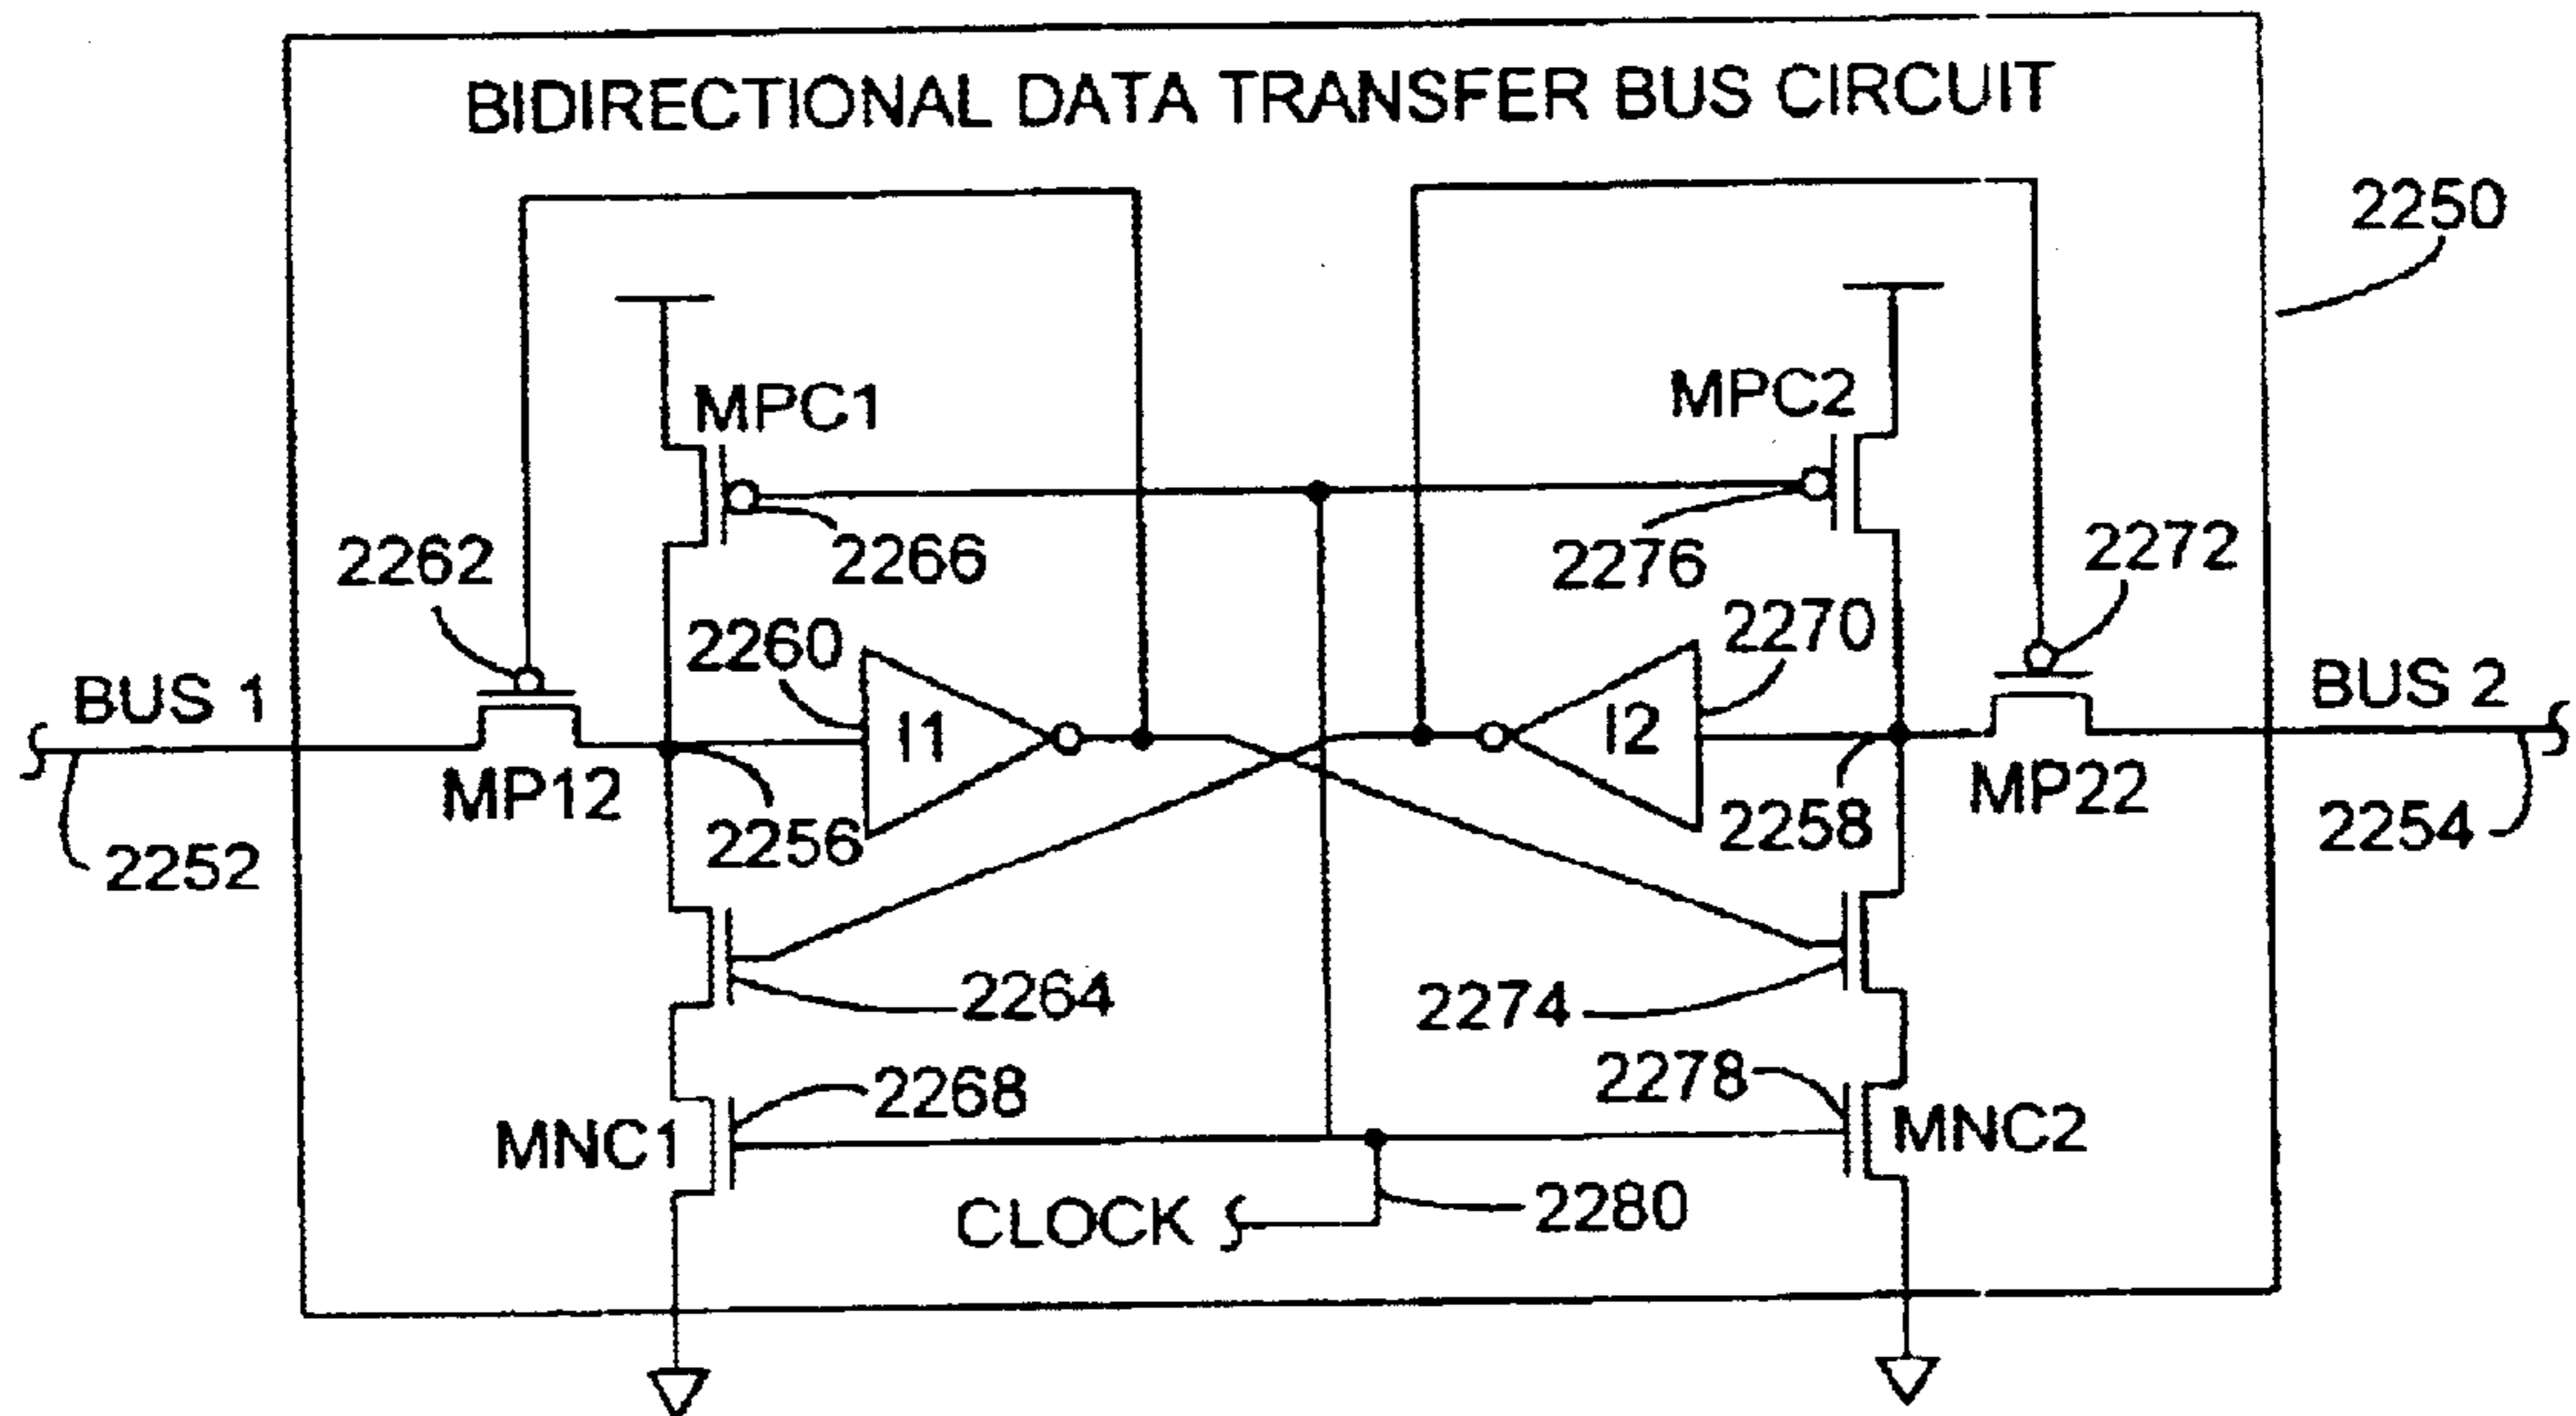 BIDIRECTIONAL DATA TRANSFER BUS CIRCUIT
2250
MPC1
MPC2
2262
2266
2276
2272
2260
2270
BUS 1
I1
I2
BUS 2
MP12
2256
2258
MP22
2252
2254
2264
2274
2268
2278
MNC1
MNC2
CLOCK
2280